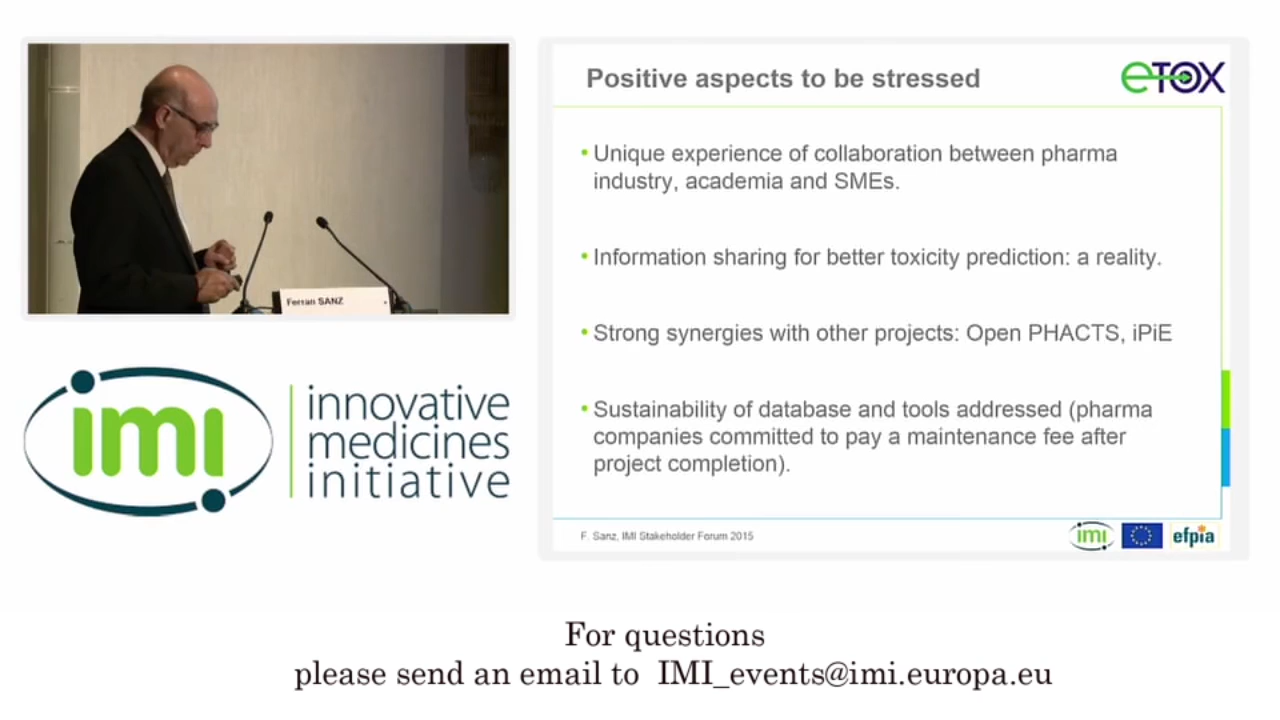 Ferran SANZ
imi
innovative
medicines
initiative
Positive aspects to be stressed
eTOX
• Unique experience of collaboration between pharma
industry, academia and SMEs.
• Information sharing for better toxicity prediction: a reality.
• Strong synergies with other projects: Open PHACTS, iPiE
• Sustainability of database and tools addressed (pharma
companies committed to pay a maintenance fee after
project completion).
F. Sanz, IMI Stakeholder Forum 2015
imi
efpia
For questions
please send an email to IMI_events@imi.europa.eu